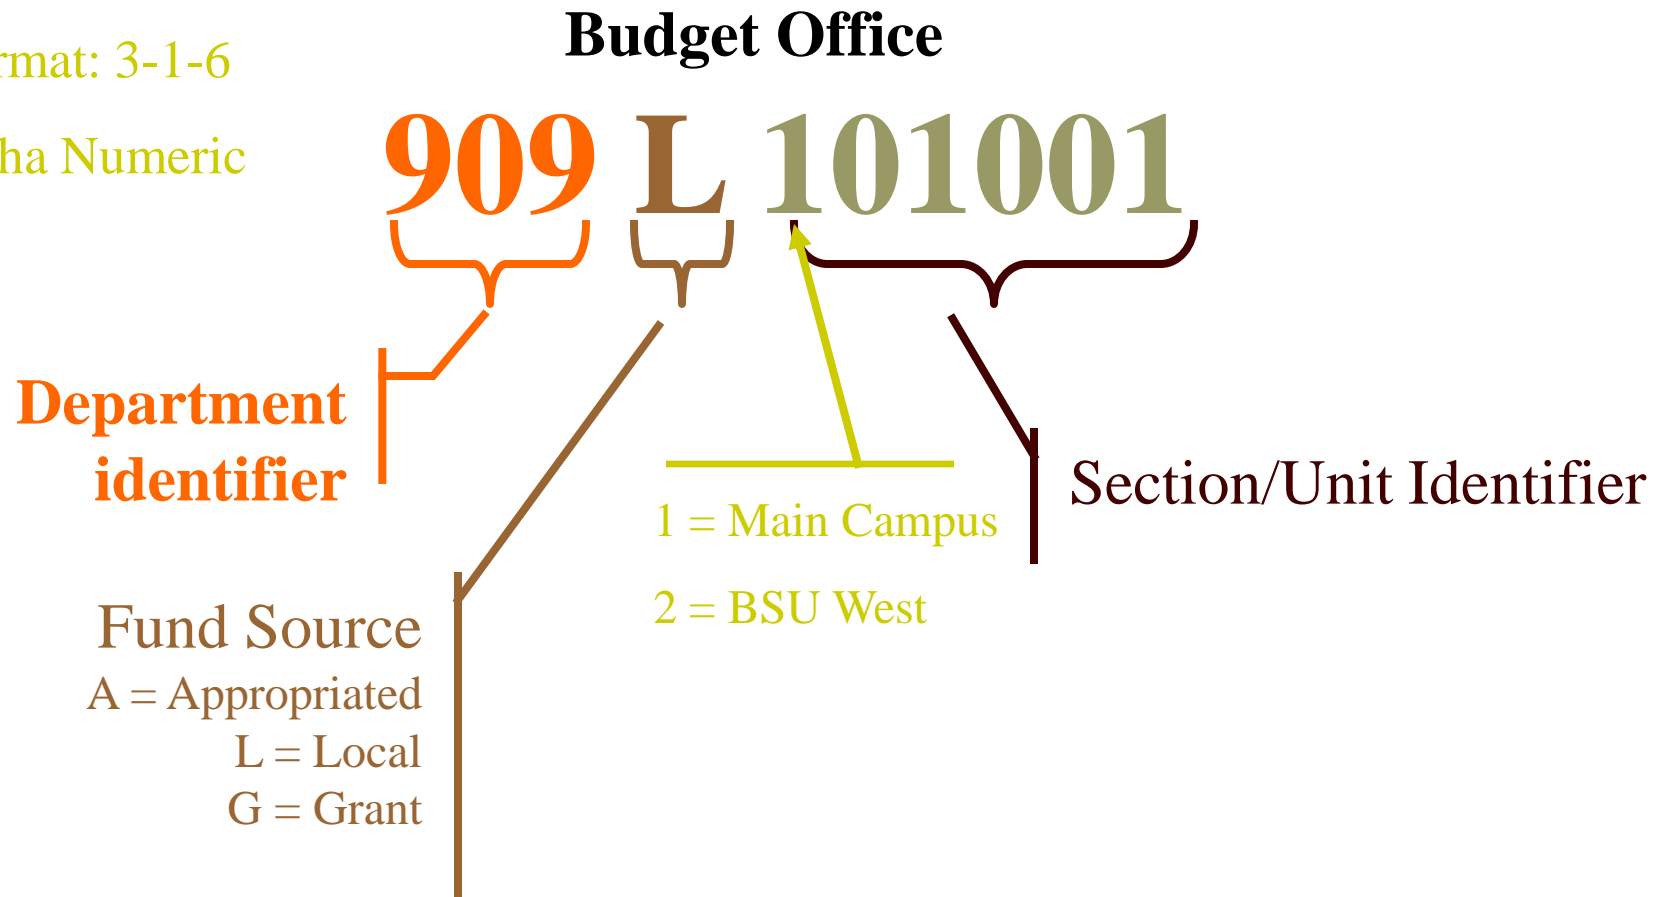 Budget Office
rmat: 3-1-6
ha Numeric
909 L 101001
Department
identifier
Section/Unit Identifier
1 = Main Campus
2 = BSU West
Fund Source
A = Appropriated
L = Local
G = Grant